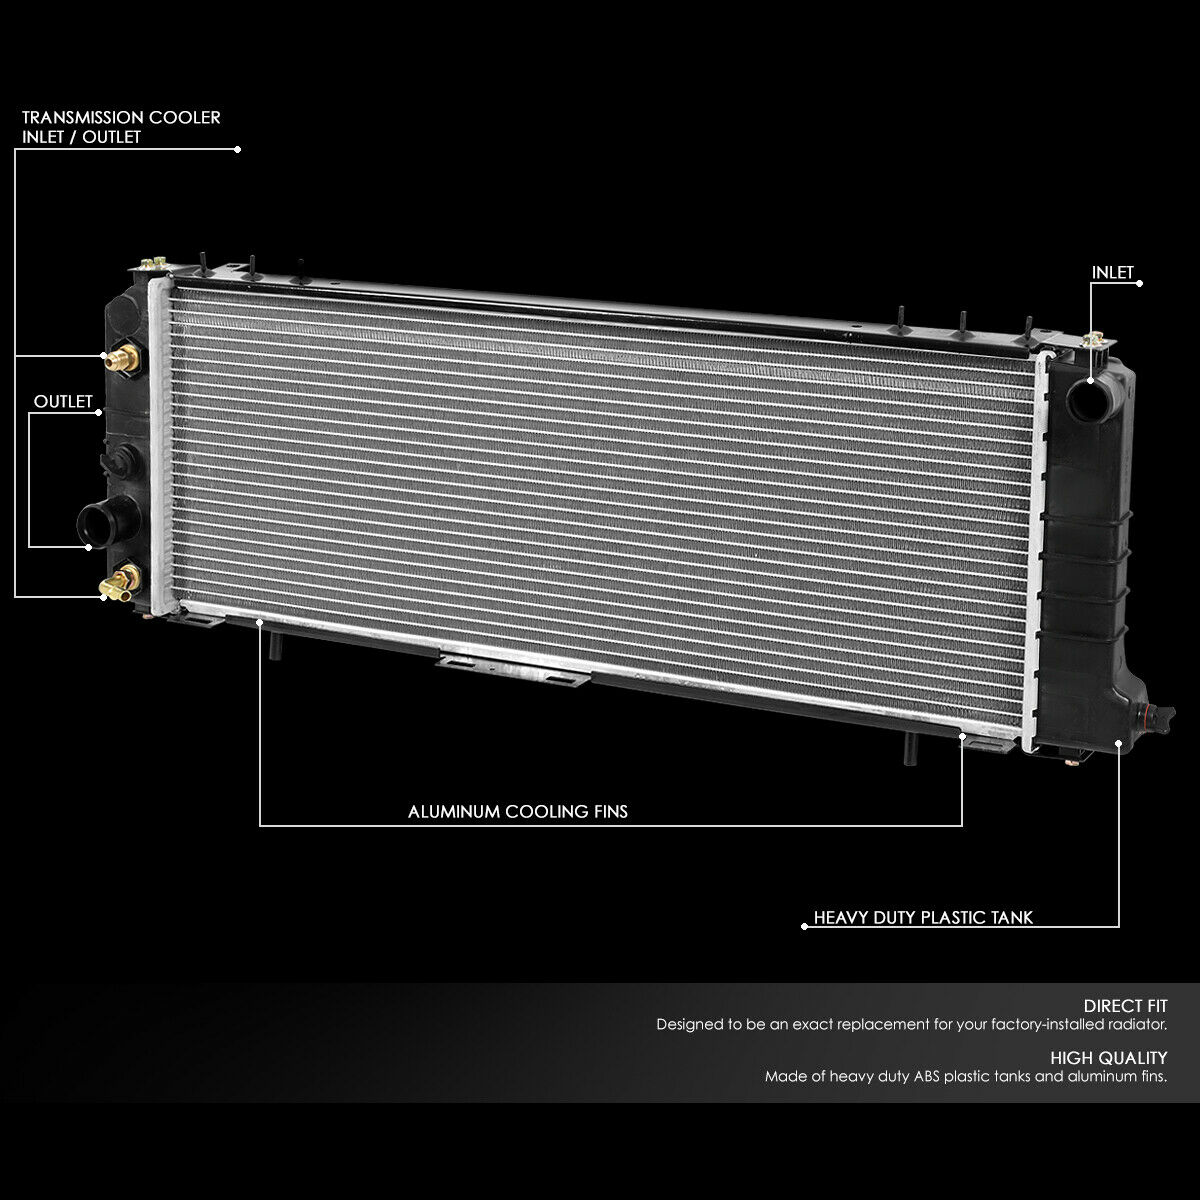 TRANSMISSION COOLER
INLET / OUTLET
INLET
OUTLET
ALUMINUM COOLING FINS
HEAVY DUTY PLASTIC TANK
DIRECT FIT
Designed to be an exact replacement for your factory-installed radiator.
HIGH QUALITY
Made of heavy duty ABS plastic tanks and aluminum fins.